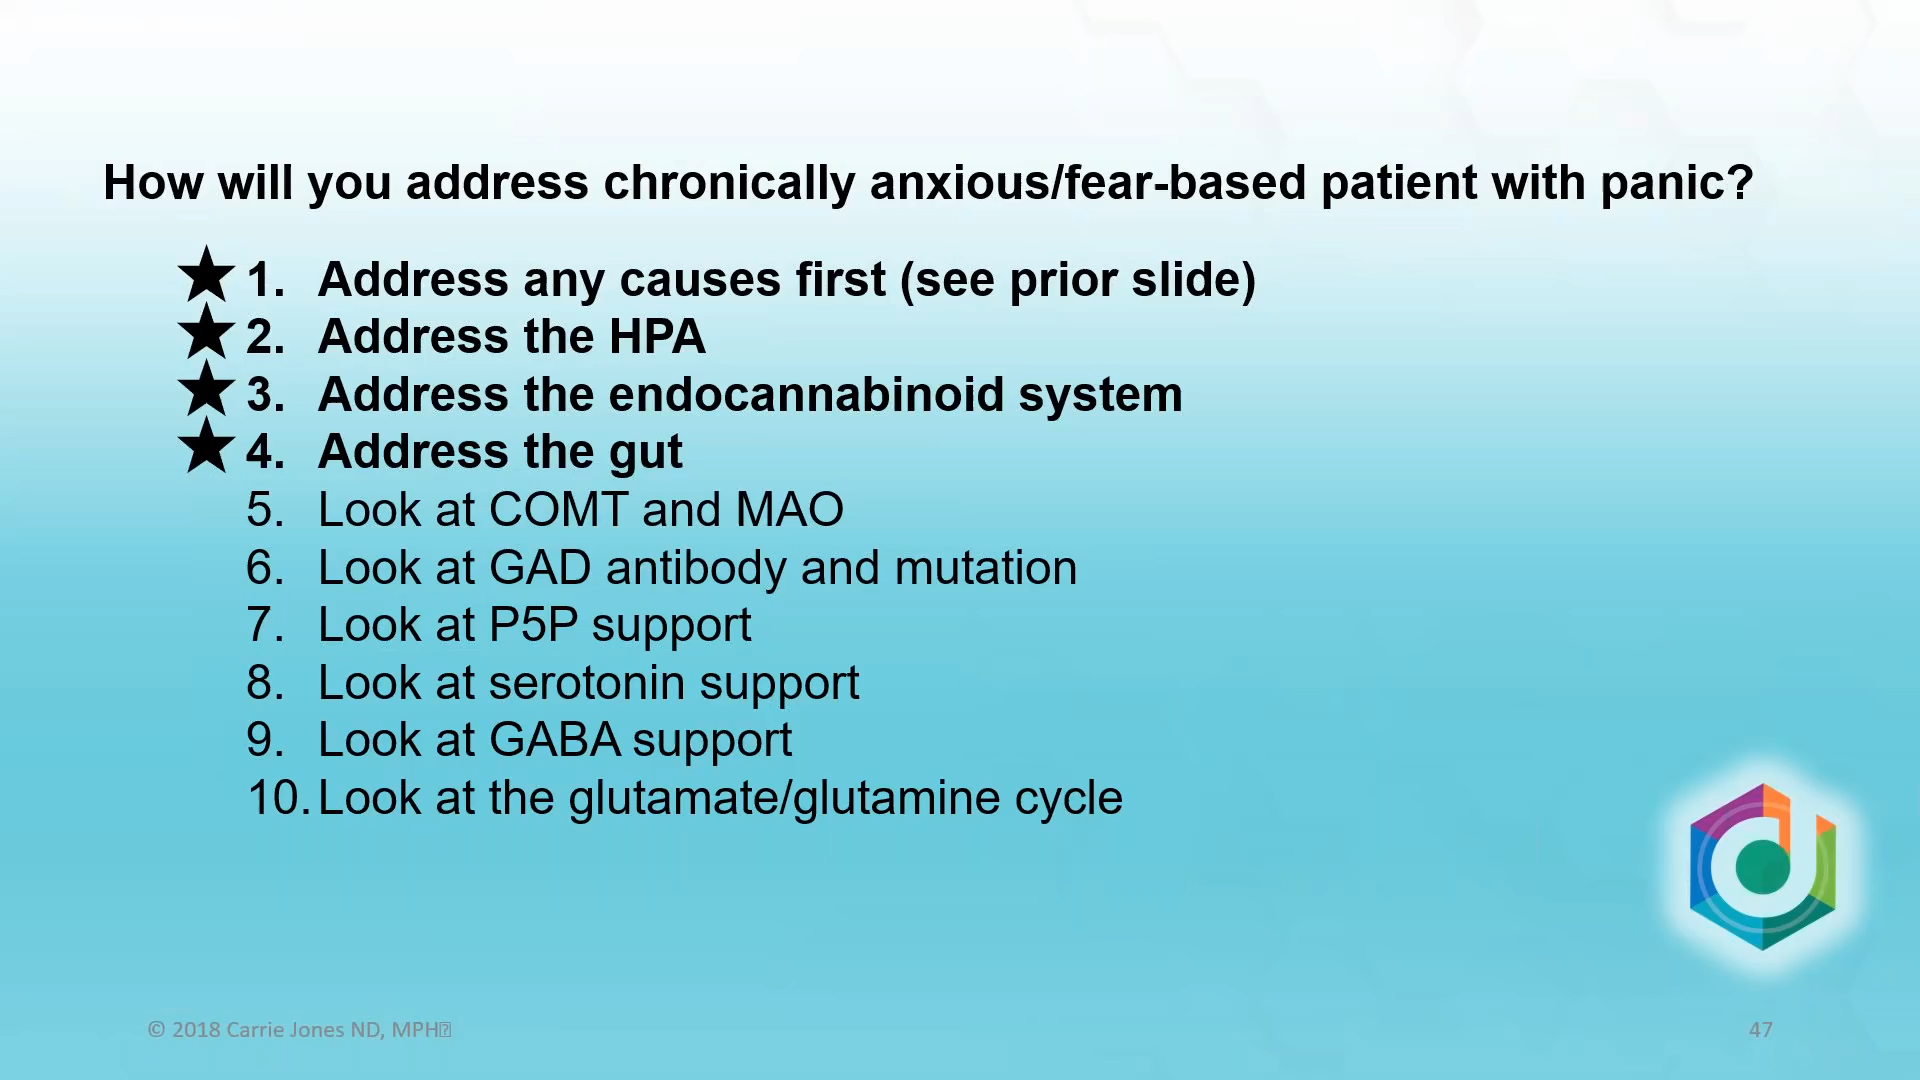 How will you address chronically anxious/fear-based patient with panic?
1. Address any causes first (see prior slide)
2. Address the HPA
3. Address the endocannabinoid system
4. Address the gut
5. Look at COMT and MAO
6. Look at GAD antibody and mutation
7. Look at P5P support
8. Look at serotonin support
9. Look at GABA support
10. Look at the glutamate/glutamine cycle
© 2018 Carrie Jones ND, MPH
47